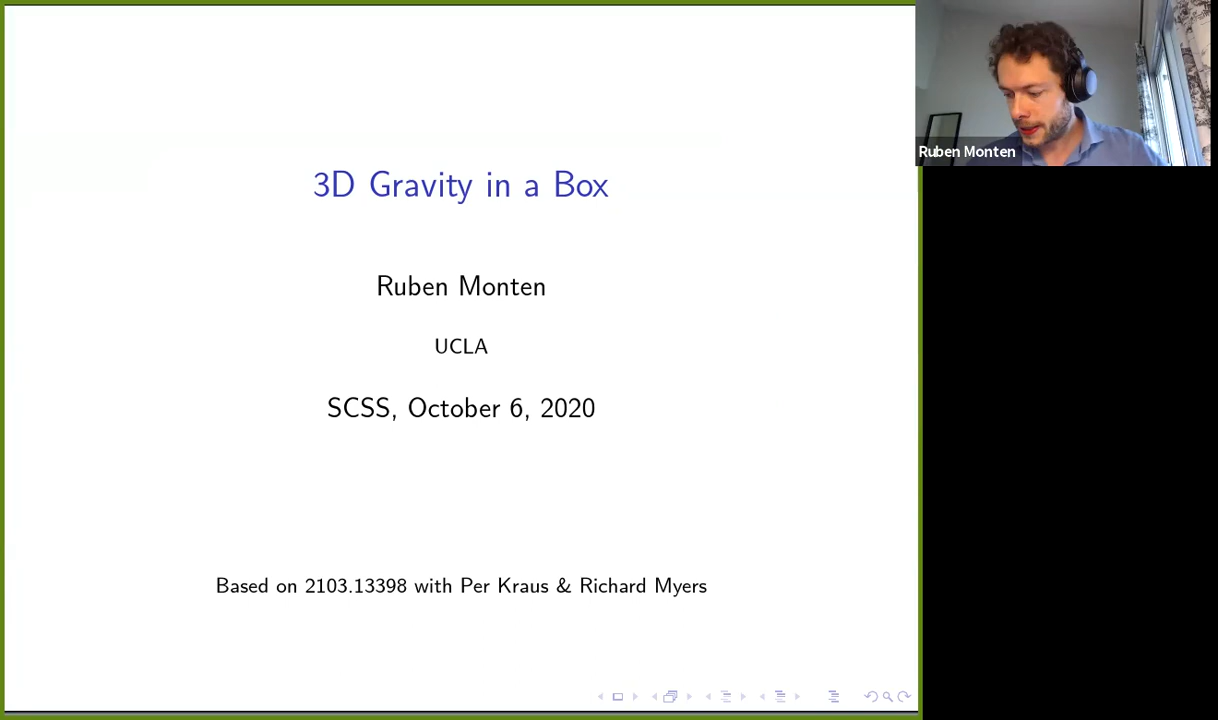 3D Gravity in a Box
Ruben Monten
UCLA
SCSS, October 6, 2020
Based on 2103.13398 with Per Kraus & Richard Myers
Ruben Monten